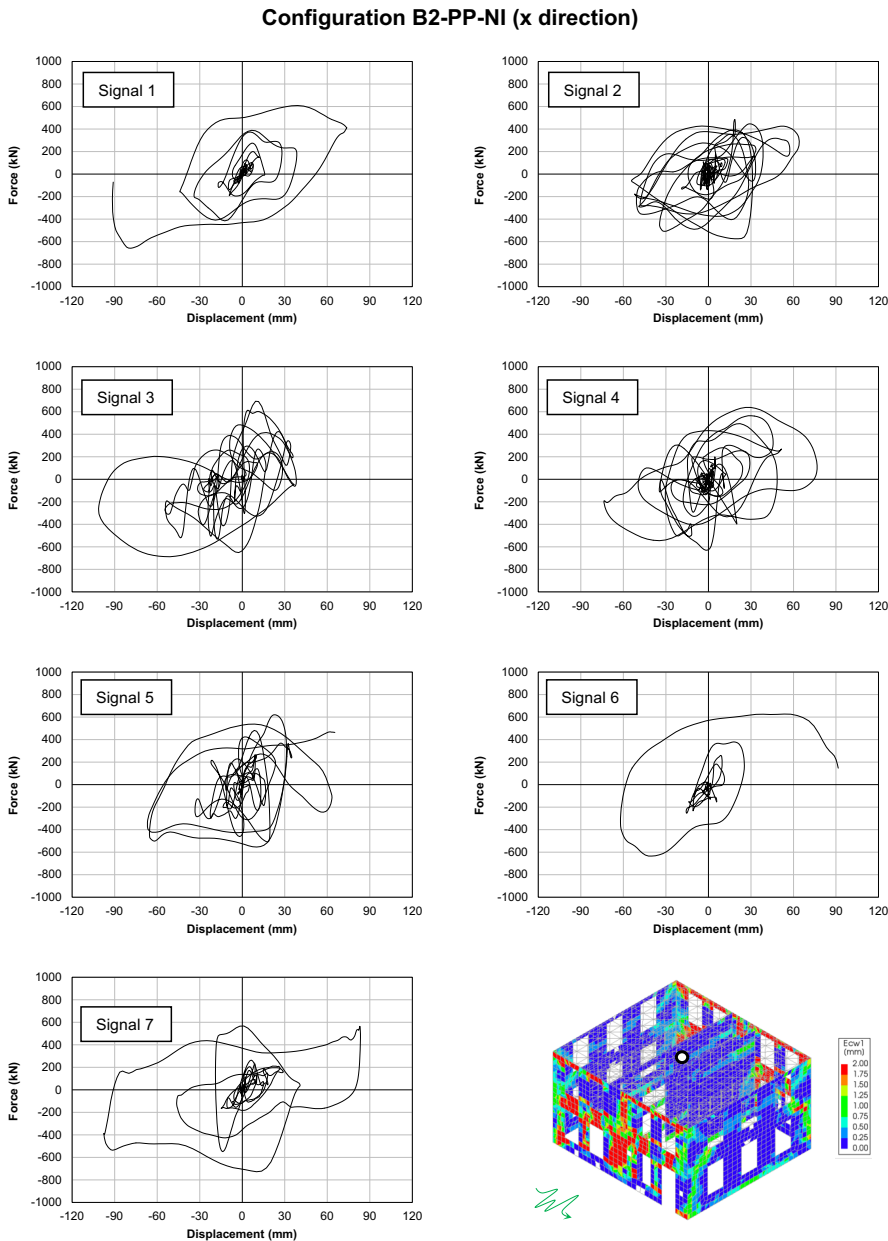 Configuration B2-PP-NI (x direction)
Signal 1
Force (kN)
1000
800
600
400
200
0
-200
-400
-600
-800
-1000
-120 -90 -60 -30 0 30 60 90 120
Displacement (mm)
Signal 2
Force (kN)
1000
800
600
400
200
0
-200
-400
-600
-800
-1000
-120 -90 -60 -30 0 30 60 90 120
Displacement (mm)
Signal 3
Force (kN)
1000
800
600
400
200
0
-200
-400
-600
-800
-1000
-120 -90 -60 -30 0 30 60 90 120
Displacement (mm)
Signal 4
Force (kN)
1000
800
600
400
200
0
-200
-400
-600
-800
-1000
-120 -90 -60 -30 0 30 60 90 120
Displacement (mm)
Signal 5
Force (kN)
1000
800
600
400
200
0
-200
-400
-600
-800
-1000
-120 -90 -60 -30 0 30 60 90 120
Displacement (mm)
Signal 6
Force (kN)
1000
800
600
400
200
0
-200
-400
-600
-800
-1000
-120 -90 -60 -30 0 30 60 90 120
Displacement (mm)
Signal 7
Force (kN)
1000
800
600
400
200
0
-200
-400
-600
-800
-1000
-120 -90 -60 -30 0 30 60 90 120
Displacement (mm)
Ecw1
(mm)
2.00
1.75
1.50
1.25
1.00
0.75
0.50
0.25
0.00